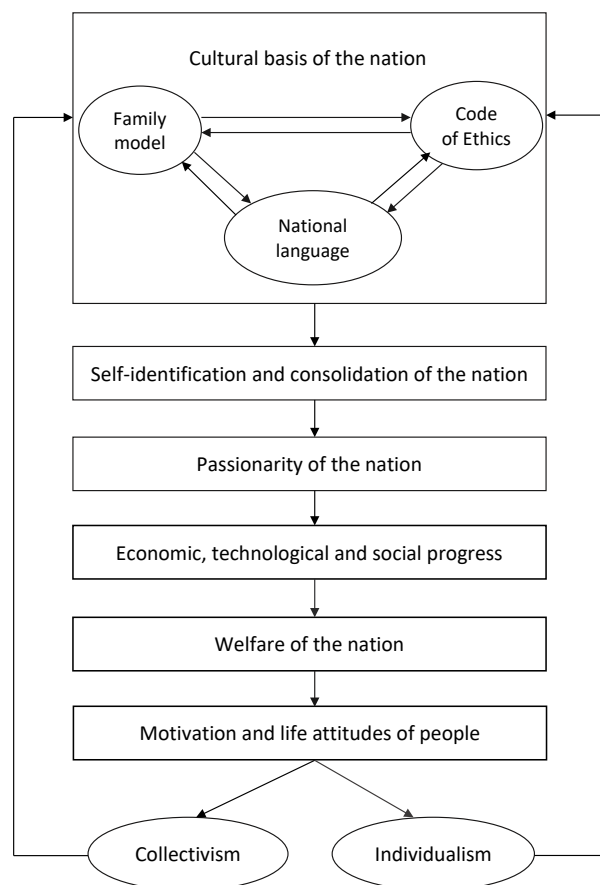 Cultural basis of the nation
Family
model
Code
of Ethics
National
language
Self-identification and consolidation of the nation
Passionarity of the nation
Economic, technological and social progress
Welfare of the nation
Motivation and life attitudes of people
Collectivism
Individualism